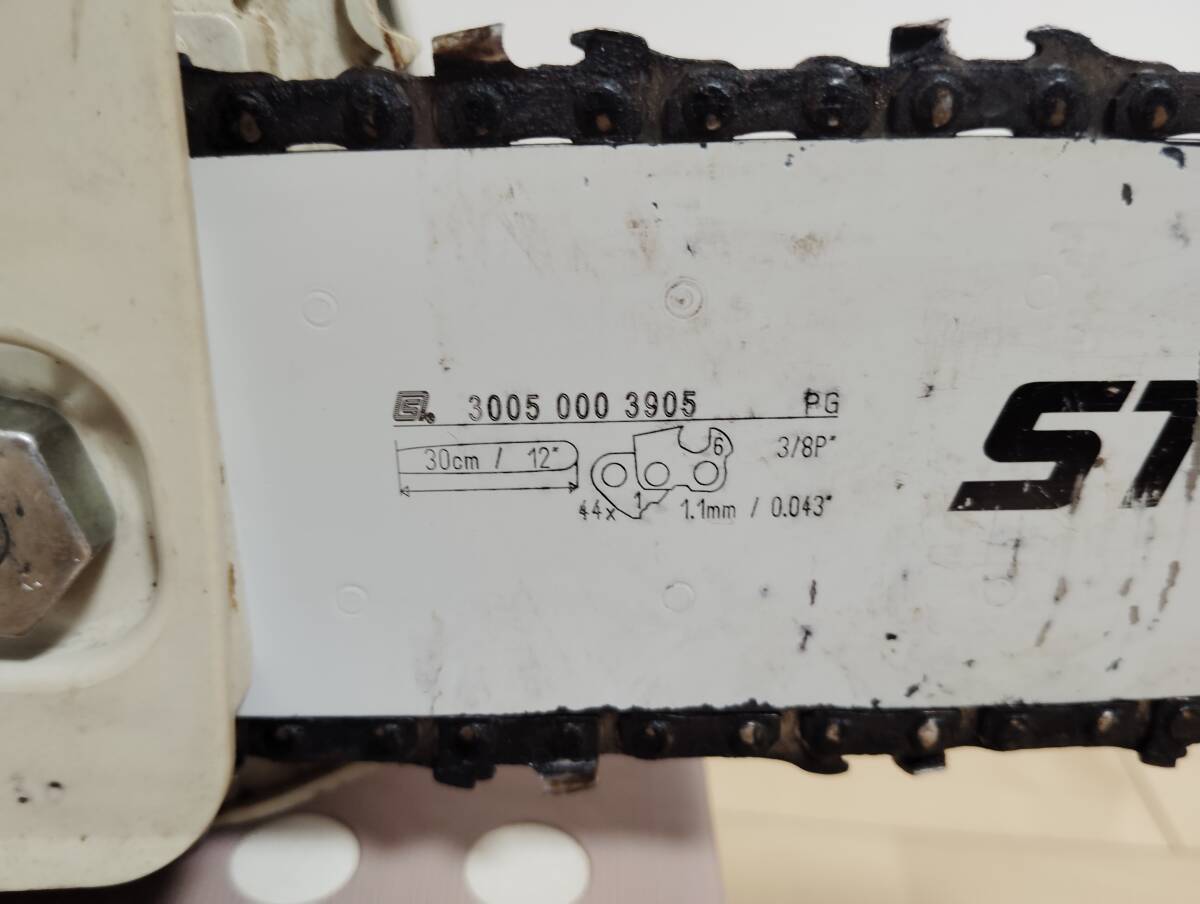 3005 000 3905 PG
30cm / 12" 6 3/8P"
44x 1 1.1mm / 0.043"
ST